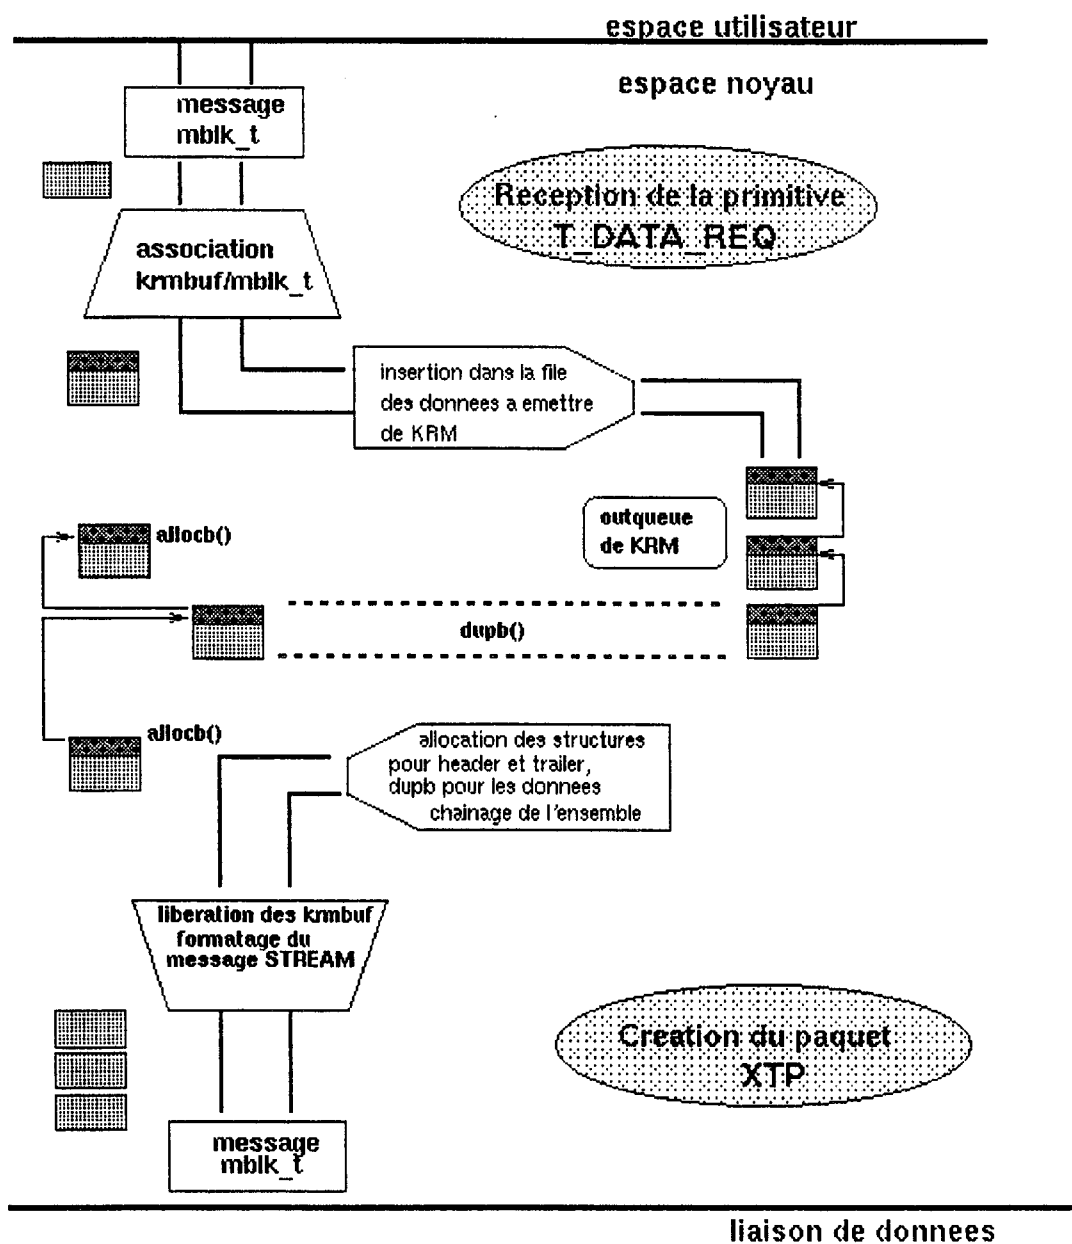 espace utilisateur
espace noyau
message
mblk_t
Reception de la primitive
T_DATA_REQ
association
krmbuf/mblk_t
insertion dans la file
des donnees a emettre
de KRM
outqueue
de KRM
allocb()
dupb()
allocb()
allocation des structures
pour header et trailer,
dupb pour les donnees
chainage de l'ensemble
liberation des krmbuf
formatage du
message STREAM
Creation du paquet
XTP
message
mblk_t
liaison de donnees